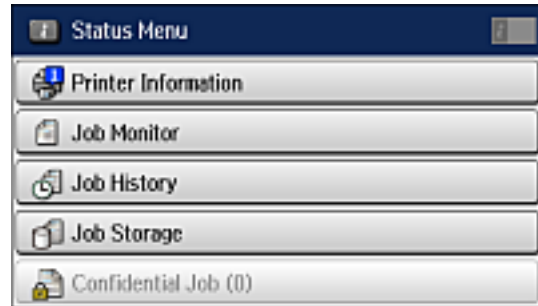 Status Menu
Printer Information
Job Monitor
Job History
Job Storage
Confidential Job (0)